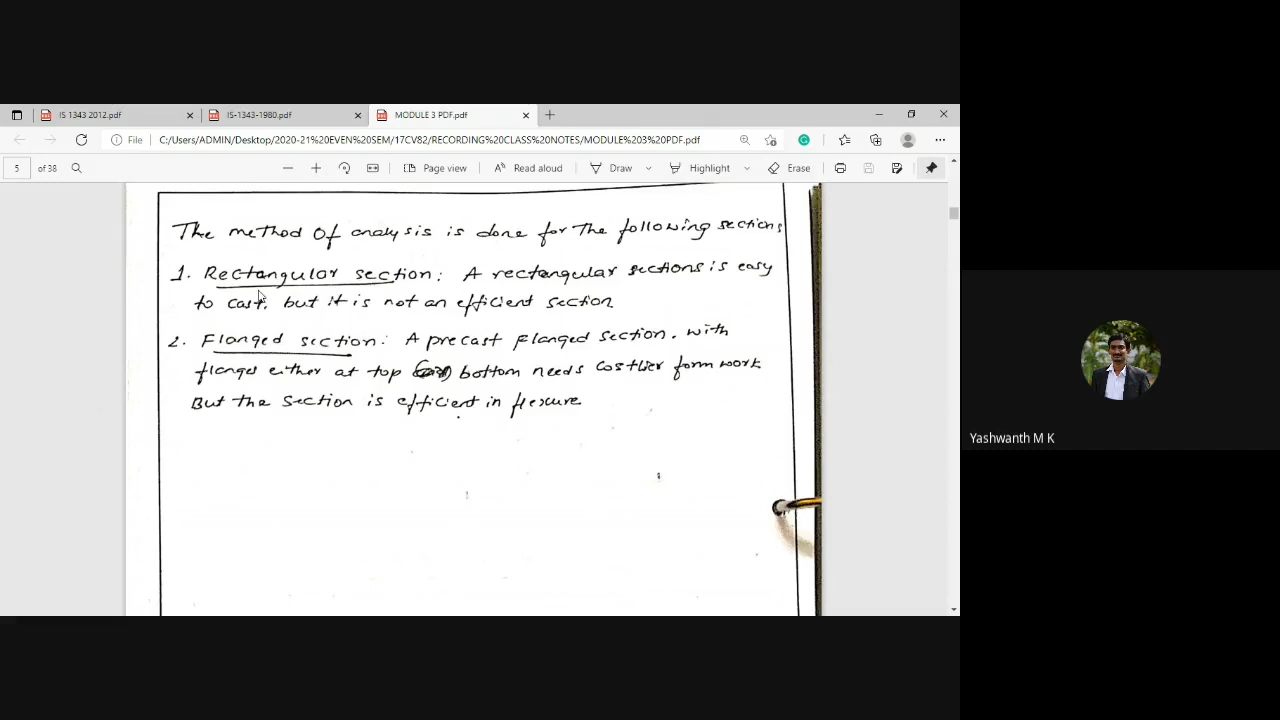 IS 1343 2012.pdf
IS-1343-1980.pdf
MODULE 3 PDF.pdf
File
C:/Users/ADMIN/Desktop/2020-21%20EVEN%20SEM/17CV82/RECORDING%20CLASS%20NOTES/MODULE%203%20PDF.pdf
5 of 38
Page view
Read aloud
Draw
Highlight
Erase
The method Of analysis is done for the following sections
1. Rectangular section: A rectangular sections is easy
to cast. but it is not an efficient section
2. Flanged section: A precast flanged section. with
flanges either at top bottom needs costlier form work
But the section is efficient in flexure
Yashwanth M K